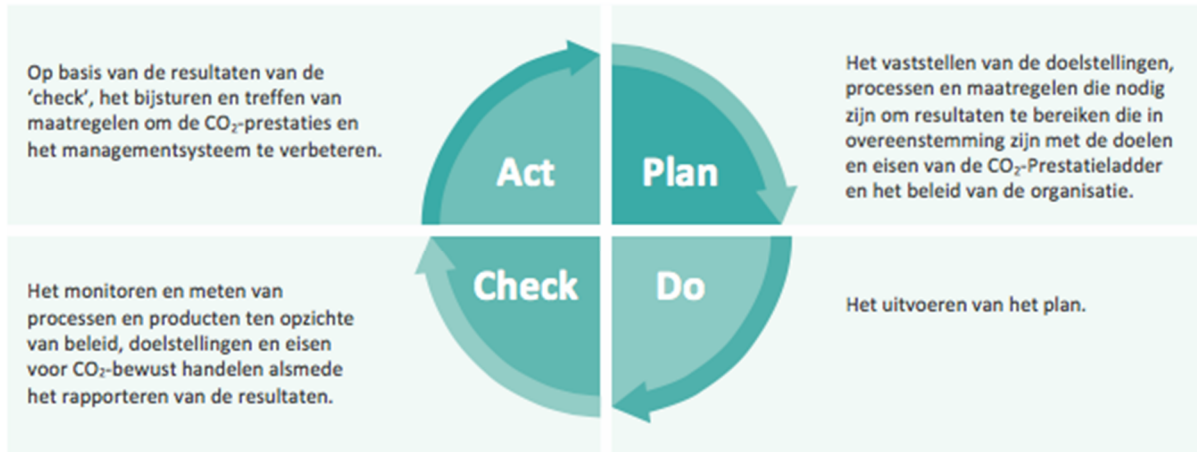 Op basis van de resultaten van de
‘check’, het bijsturen en treffen van
maatregelen om de CO₂-prestaties en
het managementsysteem te verbeteren.
Act
Plan
Het vaststellen van de doelstellingen,
processen en maatregelen die nodig
zijn om resultaten te bereiken die in
overeenstemming zijn met de doelen
en eisen van de CO₂-Prestatieladder
en het beleid van de organisatie.
Het monitoren en meten van
processen en producten ten opzichte
van beleid, doelstellingen en eisen
voor CO₂-bewust handelen alsmede
het rapporteren van de resultaten.
Check
Do
Het uitvoeren van het plan.